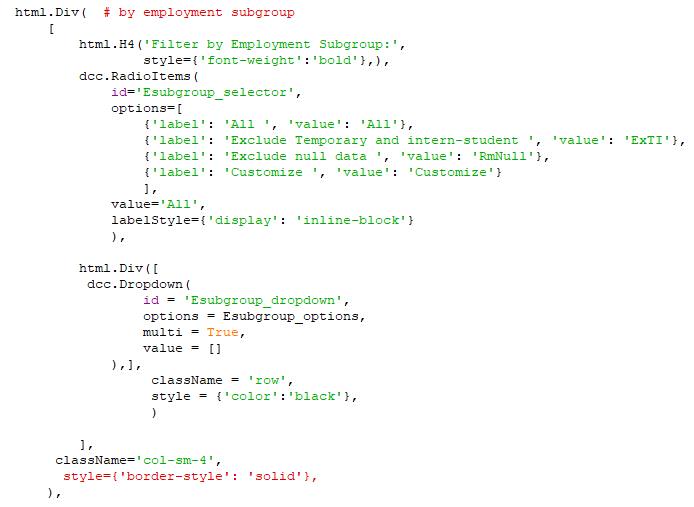 html.Div(  # by employment subgroup
[
html.H4('Filter by Employment Subgroup:',
style={'font-weight':'bold'},),
dcc.RadioItems(
id='Esubgroup_selector',
options=[
{'label': 'All ', 'value': 'All'},
{'label': 'Exclude Temporary and intern-student ', 'value': 'ExTI'},
{'label': 'Exclude null data ', 'value': 'RmNull'},
{'label': 'Customize ', 'value': 'Customize'}
],
value='All',
labelStyle={'display': 'inline-block'}
),
html.Div([
dcc.Dropdown(
id = 'Esubgroup_dropdown',
options = Esubgroup_options,
multi = True,
value = []
),],
className = 'row',
style = {'color':'black'},
)
],
className='col-sm-4',
style={'border-style': 'solid'},
),